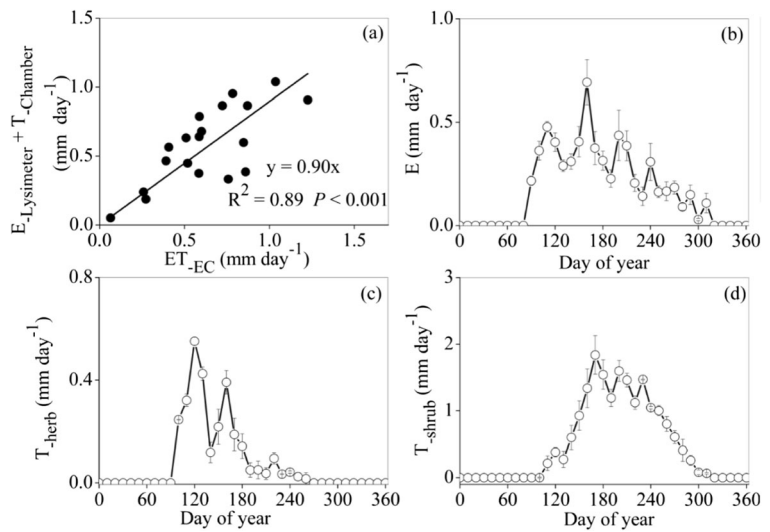 (a)
E-Lysimeter + T-Chamber
(mm day-1)
1.5
1.0
0.5
0.0
y = 0.90x
R2 = 0.89 P < 0.001
0.0 0.5 1.0 1.5
ET-EC (mm day-1)
(b)
E (mm day-1)
1.0
0.5
0.0
0 60 120 180 240 300 360
Day of year
(c)
T-herb (mm day-1)
0.8
0.4
0.0
0 60 120 180 240 300 360
Day of year
(d)
T-shrub (mm day-1)
3
2
1
0
0 60 120 180 240 300 360
Day of year